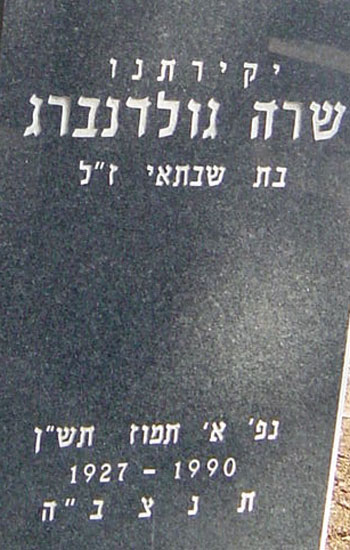 יקירתנו
שרה גולדנברג
בת שבתאי ז"ל
נפ' א' תמוז תש"ן
1927 - 1990
ת נ צ ב "ה